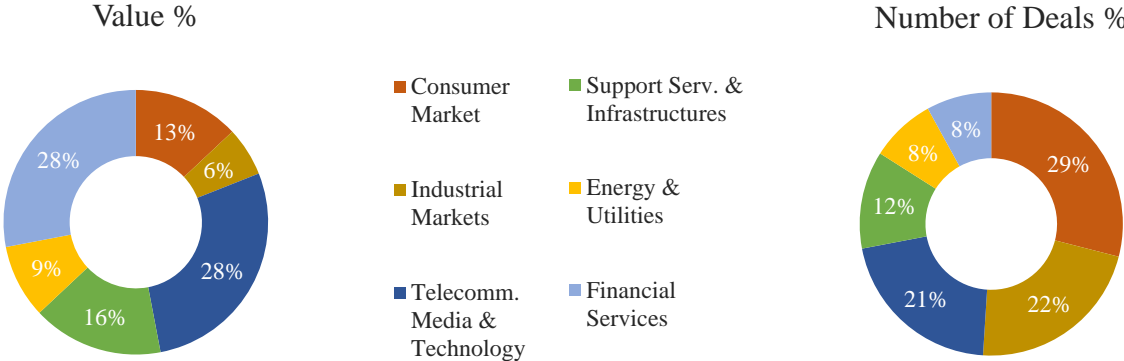 Value %
Number of Deals %
13%
6%
28%
16%
9%
28%
Consumer
Market
Support Serv. &
Infrastructures
Industrial
Markets
Energy &
Utilities
Telecomm.
Media &
Technology
Financial
Services
29%
22%
21%
12%
8%
8%